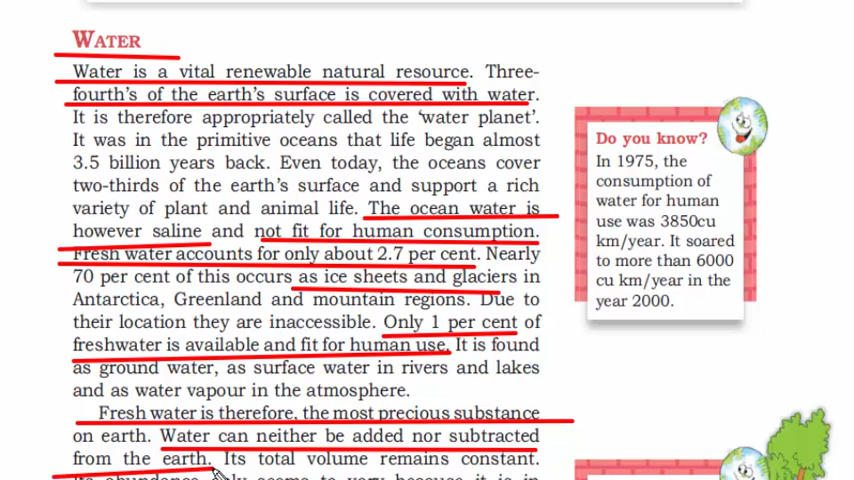 WATER
Water is a vital renewable natural resource. Three-
fourth's of the earth's surface is covered with water.
It is therefore appropriately called the 'water planet'.
It was in the primitive oceans that life began almost
3.5 billion years back. Even today, the oceans cover
two-thirds of the earth's surface and support a rich
variety of plant and animal life. The ocean water is
however saline and not fit for human consumption.
Fresh water accounts for only about 2.7 per cent. Nearly
70 per cent of this occurs as ice sheets and glaciers in
Antarctica, Greenland and mountain regions. Due to
their location they are inaccessible. Only 1 per cent of
freshwater is available and fit for human use. It is found
as ground water, as surface water in rivers and lakes
and as water vapour in the atmosphere.
Fresh water is therefore, the most precious substance
on earth. Water can neither be added nor subtracted
from the earth. Its total volume remains constant.
Its abundance only seems to vary because it is in
Do you know?
In 1975, the
consumption of
water for human
use was 3850cu
km/year. It soared
to more than 6000
cu km/year in the
year 2000.